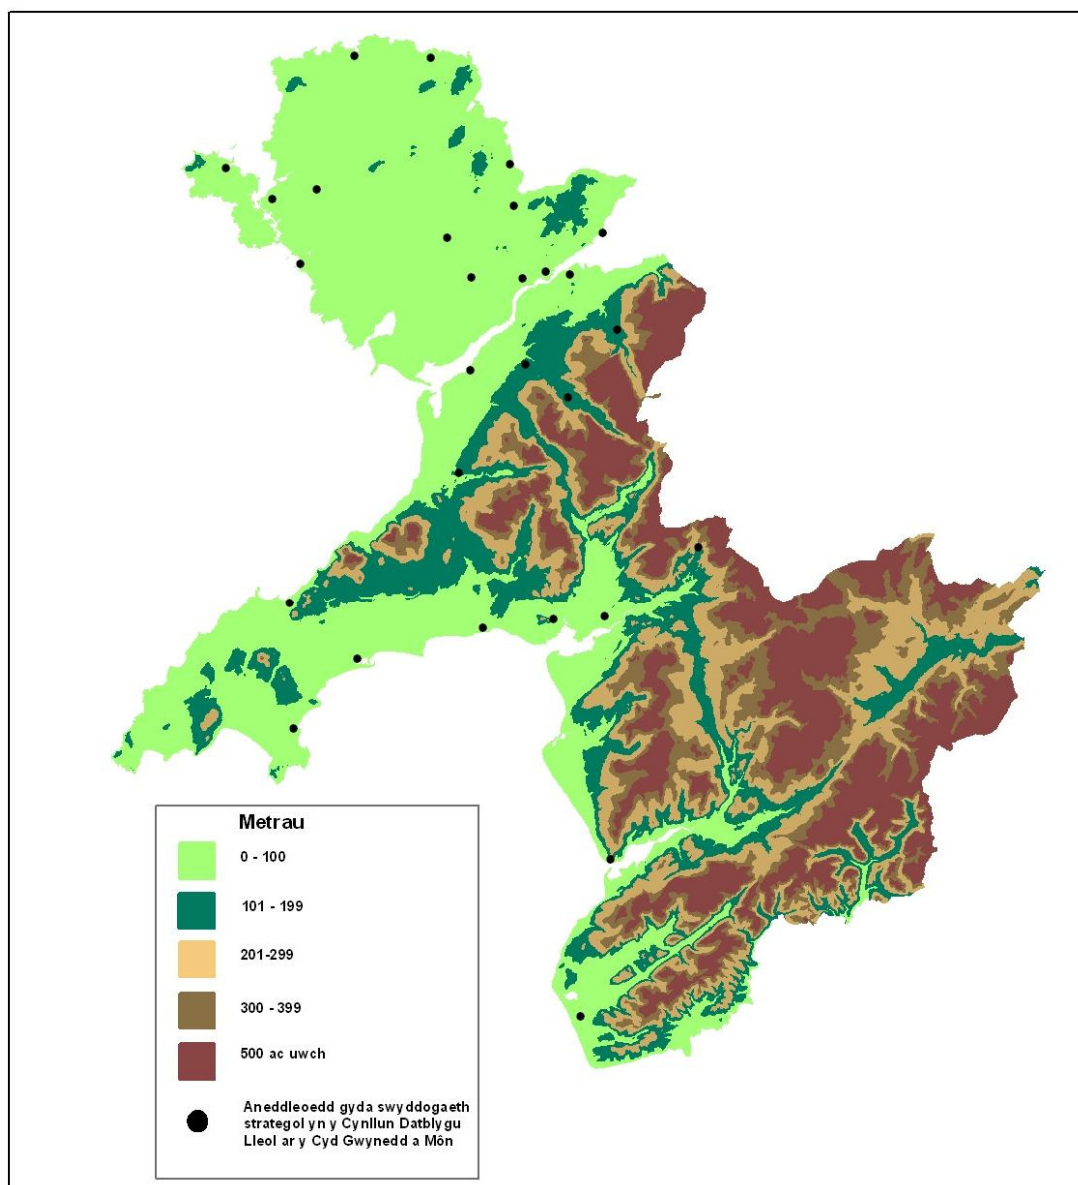 Metrau
0 - 100
101 - 199
201-299
300 - 399
500 ac uwch
Aneddleoedd gyda swyddogaeth
strategol yn y Cynllun Datblygu
Lleol ar y Cyd Gwynedd a Môn